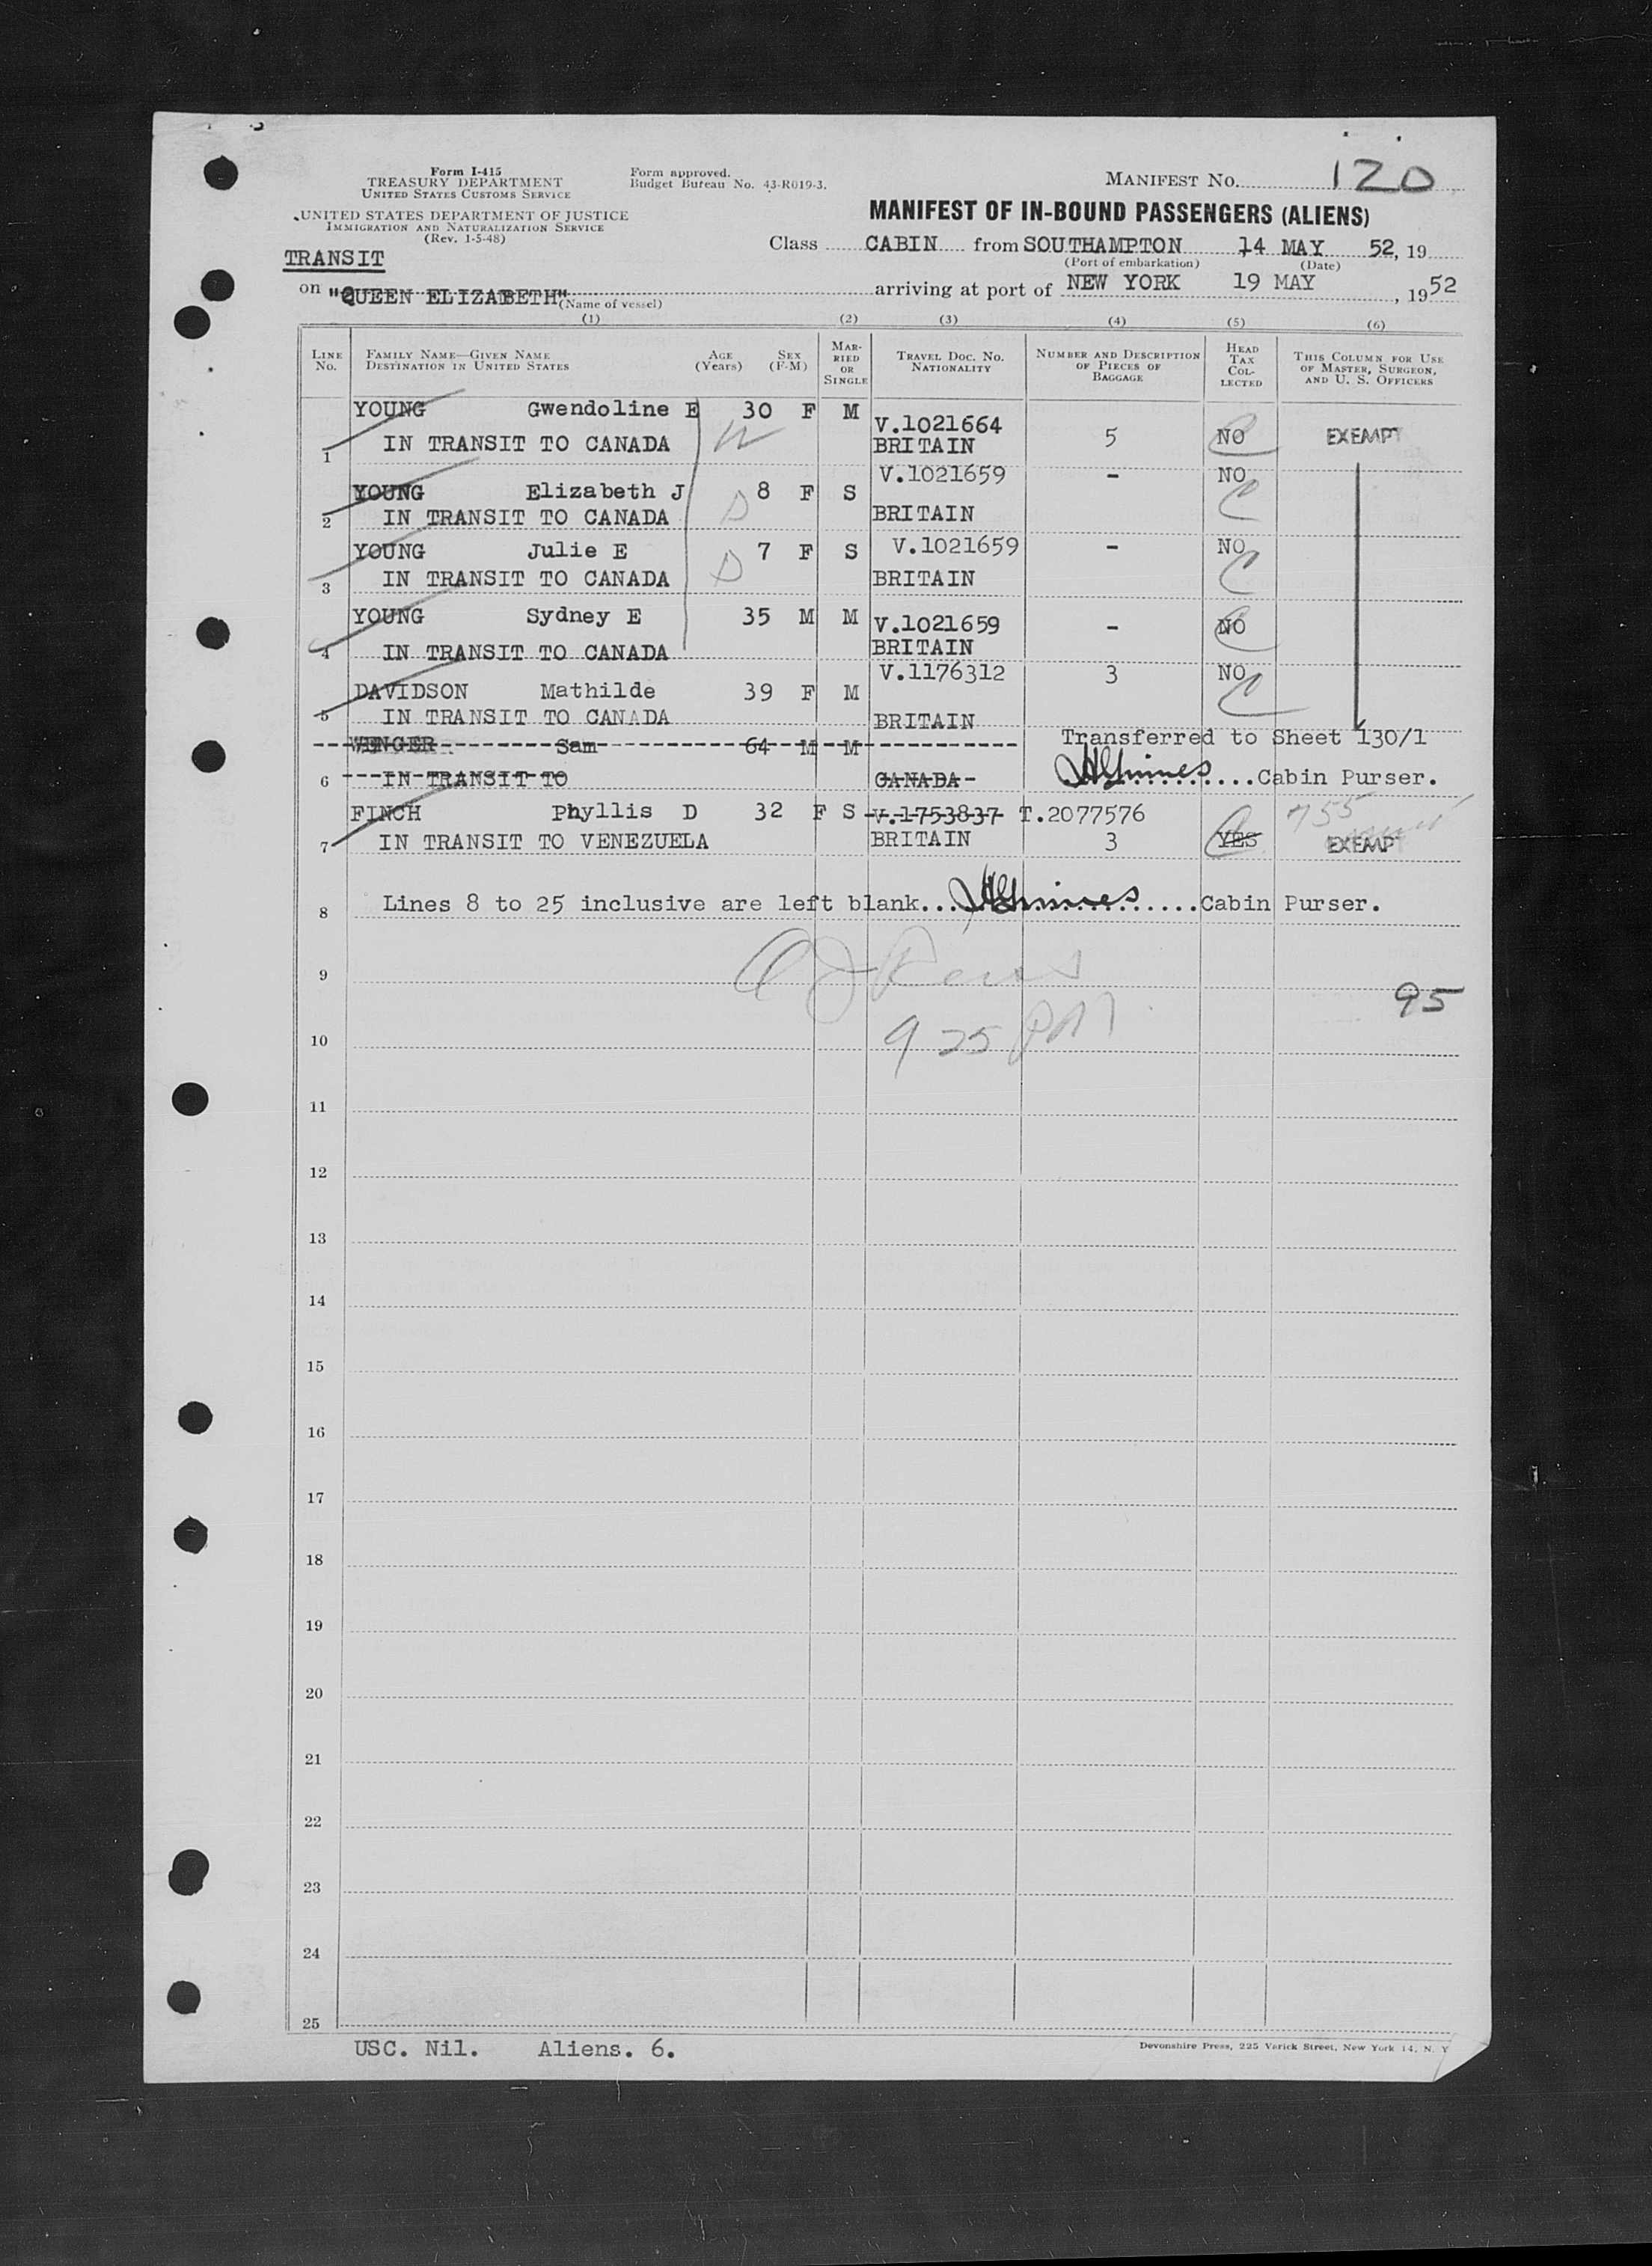 Form I-415
TREASURY DEPARTMENT
UNITED STATES CUSTOMS SERVICE
UNITED STATES DEPARTMENT OF JUSTICE
IMMIGRATION AND NATURALIZATION SERVICE
(Rev. 1-5-48)
Form approved.
Budget Bureau No. 43-R019-3.
MANIFEST No. 120
MANIFEST OF IN-BOUND PASSENGERS (ALIENS)
Class CABIN from SOUTHAMPTON 14 MAY 52, 19
(Port of embarkation) (Date)
TRANSIT
on "QUEEN ELIZABETH" arriving at port of NEW YORK 19 MAY, 1952
(Name of vessel)
(1) (2) (3) (4) (5) (6)
LINE No. FAMILY NAME—GIVEN NAME DESTINATION IN UNITED STATES AGE (Years) SEX (F-M) MARRIED OR SINGLE TRAVEL DOC. NO. NATIONALITY NUMBER AND DESCRIPTION OF PIECES OF BAGGAGE HEAD TAX COLLECTED THIS COLUMN FOR USE OF MASTER, SURGEON, AND U. S. OFFICERS
YOUNG Gwendoline E 30 F M V.1021664
1 IN TRANSIT TO CANADA BRITAIN 5 NO EXEMPT
V.1021659 - NO
YOUNG Elizabeth J 8 F S
2 IN TRANSIT TO CANADA BRITAIN
YOUNG Julie E 7 F S V.1021659 - NO
3 IN TRANSIT TO CANADA BRITAIN
YOUNG Sydney E 35 M M V.1021659 - NO
4 IN TRANSIT TO CANADA BRITAIN
V.1176312 3 NO
DAVIDSON Mathilde 39 F M
5 IN TRANSIT TO CANADA BRITAIN
WENGER Sam 64 M M Transferred to Sheet 130/1
6 IN TRANSIT TO CANADA Cabin Purser.
FINCH Phyllis D 32 F S V.1753837 T.2077576 755
7 IN TRANSIT TO VENEZUELA BRITAIN 3 YES EXEMPT
8 Lines 8 to 25 inclusive are left blank... Cabin Purser.
9
95
9 25 PM
10
11
12
13
14
15
16
17
18
19
20
21
22
23
24
25
USC. Nil. Aliens. 6.
Devonshire Press, 225 Varick Street, New York 14, N. Y